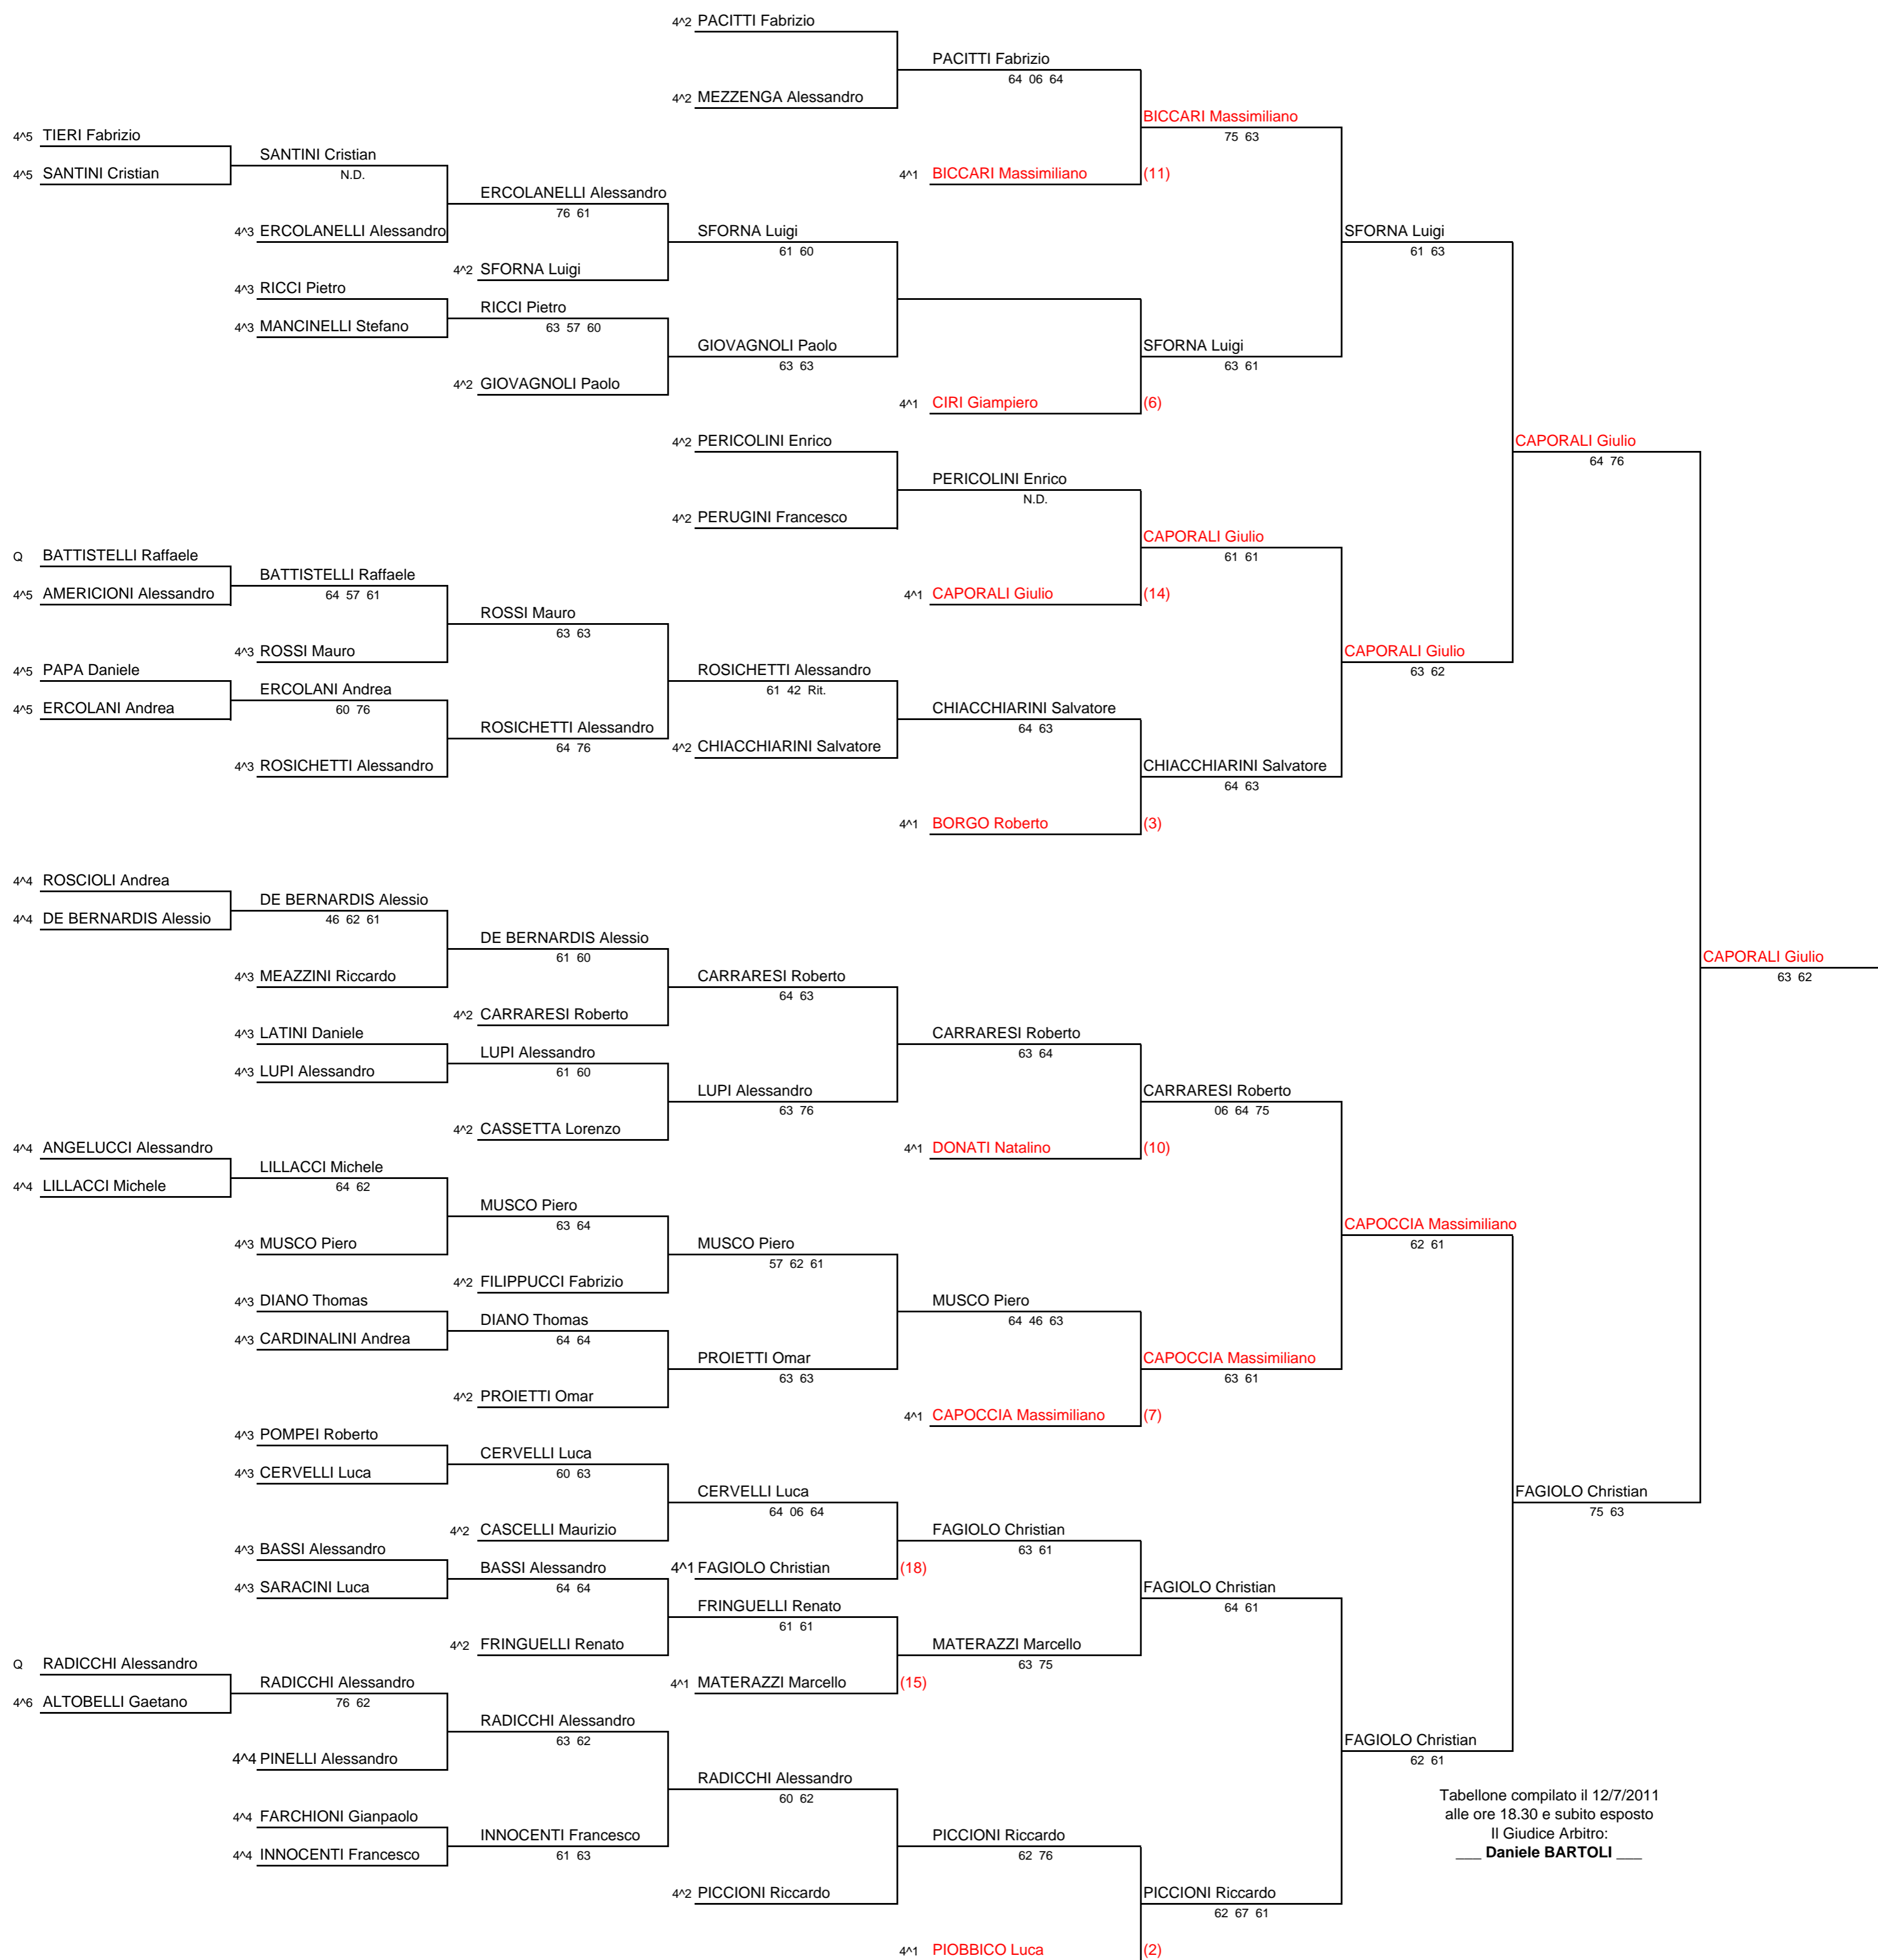 4^2 PACITTI Fabrizio
PACITTI Fabrizio
64 06 64
4^2 MEZZENGA Alessandro
BICCARI Massimiliano
75 63
4^5 TIERI Fabrizio
SANTINI Cristian
N.D.
4^5 SANTINI Cristian
4^1 BICCARI Massimiliano (11)
ERCOLANELLI Alessandro
76 61
4^3 ERCOLANELLI Alessandro
SFORNA Luigi
61 60
SFORNA Luigi
61 63
4^2 SFORNA Luigi
4^3 RICCI Pietro
RICCI Pietro
63 57 60
4^3 MANCINELLI Stefano
GIOVAGNOLI Paolo
63 63
SFORNA Luigi
63 61
4^2 GIOVAGNOLI Paolo
4^1 CIRI Giampiero (6)
4^2 PERICOLINI Enrico
CAPORALI Giulio
64 76
PERICOLINI Enrico
N.D.
4^2 PERUGINI Francesco
CAPORALI Giulio
61 61
Q BATTISTELLI Raffaele
BATTISTELLI Raffaele
64 57 61
4^5 AMERICIONI Alessandro
4^1 CAPORALI Giulio (14)
ROSSI Mauro
63 63
4^3 ROSSI Mauro
CAPORALI Giulio
63 62
4^5 PAPA Daniele
ROSICHETTI Alessandro
61 42 Rit.
ERCOLANI Andrea
60 76
4^5 ERCOLANI Andrea
CHIACCHIARINI Salvatore
64 63
ROSICHETTI Alessandro
64 76
4^2 CHIACCHIARINI Salvatore
4^3 ROSICHETTI Alessandro
CHIACCHIARINI Salvatore
64 63
4^1 BORGO Roberto (3)
4^4 ROSCIOLI Andrea
DE BERNARDIS Alessio
46 62 61
4^4 DE BERNARDIS Alessio
DE BERNARDIS Alessio
61 60
CAPORALI Giulio
63 62
4^3 MEAZZINI Riccardo
CARRARESI Roberto
64 63
4^2 CARRARESI Roberto
4^3 LATINI Daniele
CARRARESI Roberto
63 64
LUPI Alessandro
61 60
4^3 LUPI Alessandro
LUPI Alessandro
63 76
CARRARESI Roberto
06 64 75
4^2 CASSETTA Lorenzo
4^4 ANGELUCCI Alessandro
4^1 DONATI Natalino (10)
LILLACCI Michele
64 62
4^4 LILLACCI Michele
MUSCO Piero
63 64
CAPOCCIA Massimiliano
62 61
4^3 MUSCO Piero
MUSCO Piero
57 62 61
4^2 FILIPPUCCI Fabrizio
4^3 DIANO Thomas
MUSCO Piero
64 46 63
DIANO Thomas
64 64
4^3 CARDINALINI Andrea
PROIETTI Omar
63 63
CAPOCCIA Massimiliano
63 61
4^2 PROIETTI Omar
4^1 CAPOCCIA Massimiliano (7)
4^3 POMPEI Roberto
CERVELLI Luca
60 63
4^3 CERVELLI Luca
CERVELLI Luca
64 06 64
FAGIOLO Christian
75 63
4^2 CASCELLI Maurizio
FAGIOLO Christian
63 61
4^3 BASSI Alessandro
BASSI Alessandro
64 64
4^1 FAGIOLO Christian (18)
4^3 SARACINI Luca
FAGIOLO Christian
64 61
FRINGUELLI Renato
61 61
4^2 FRINGUELLI Renato
MATERAZZI Marcello
63 75
Q RADICCHI Alessandro
RADICCHI Alessandro
76 62
4^1 MATERAZZI Marcello (15)
4^6 ALTOBELLI Gaetano
RADICCHI Alessandro
63 62
FAGIOLO Christian
62 61
4^4 PINELLI Alessandro
RADICCHI Alessandro
60 62
Tabellone compilato il 12/7/2011
alle ore 18.30 e subito esposto
Il Giudice Arbitro:
___ Daniele BARTOLI ___
4^4 FARCHIONI Gianpaolo
INNOCENTI Francesco
61 63
PICCIONI Riccardo
62 76
4^4 INNOCENTI Francesco
4^2 PICCIONI Riccardo
PICCIONI Riccardo
62 67 61
4^1 PIOBBICO Luca (2)